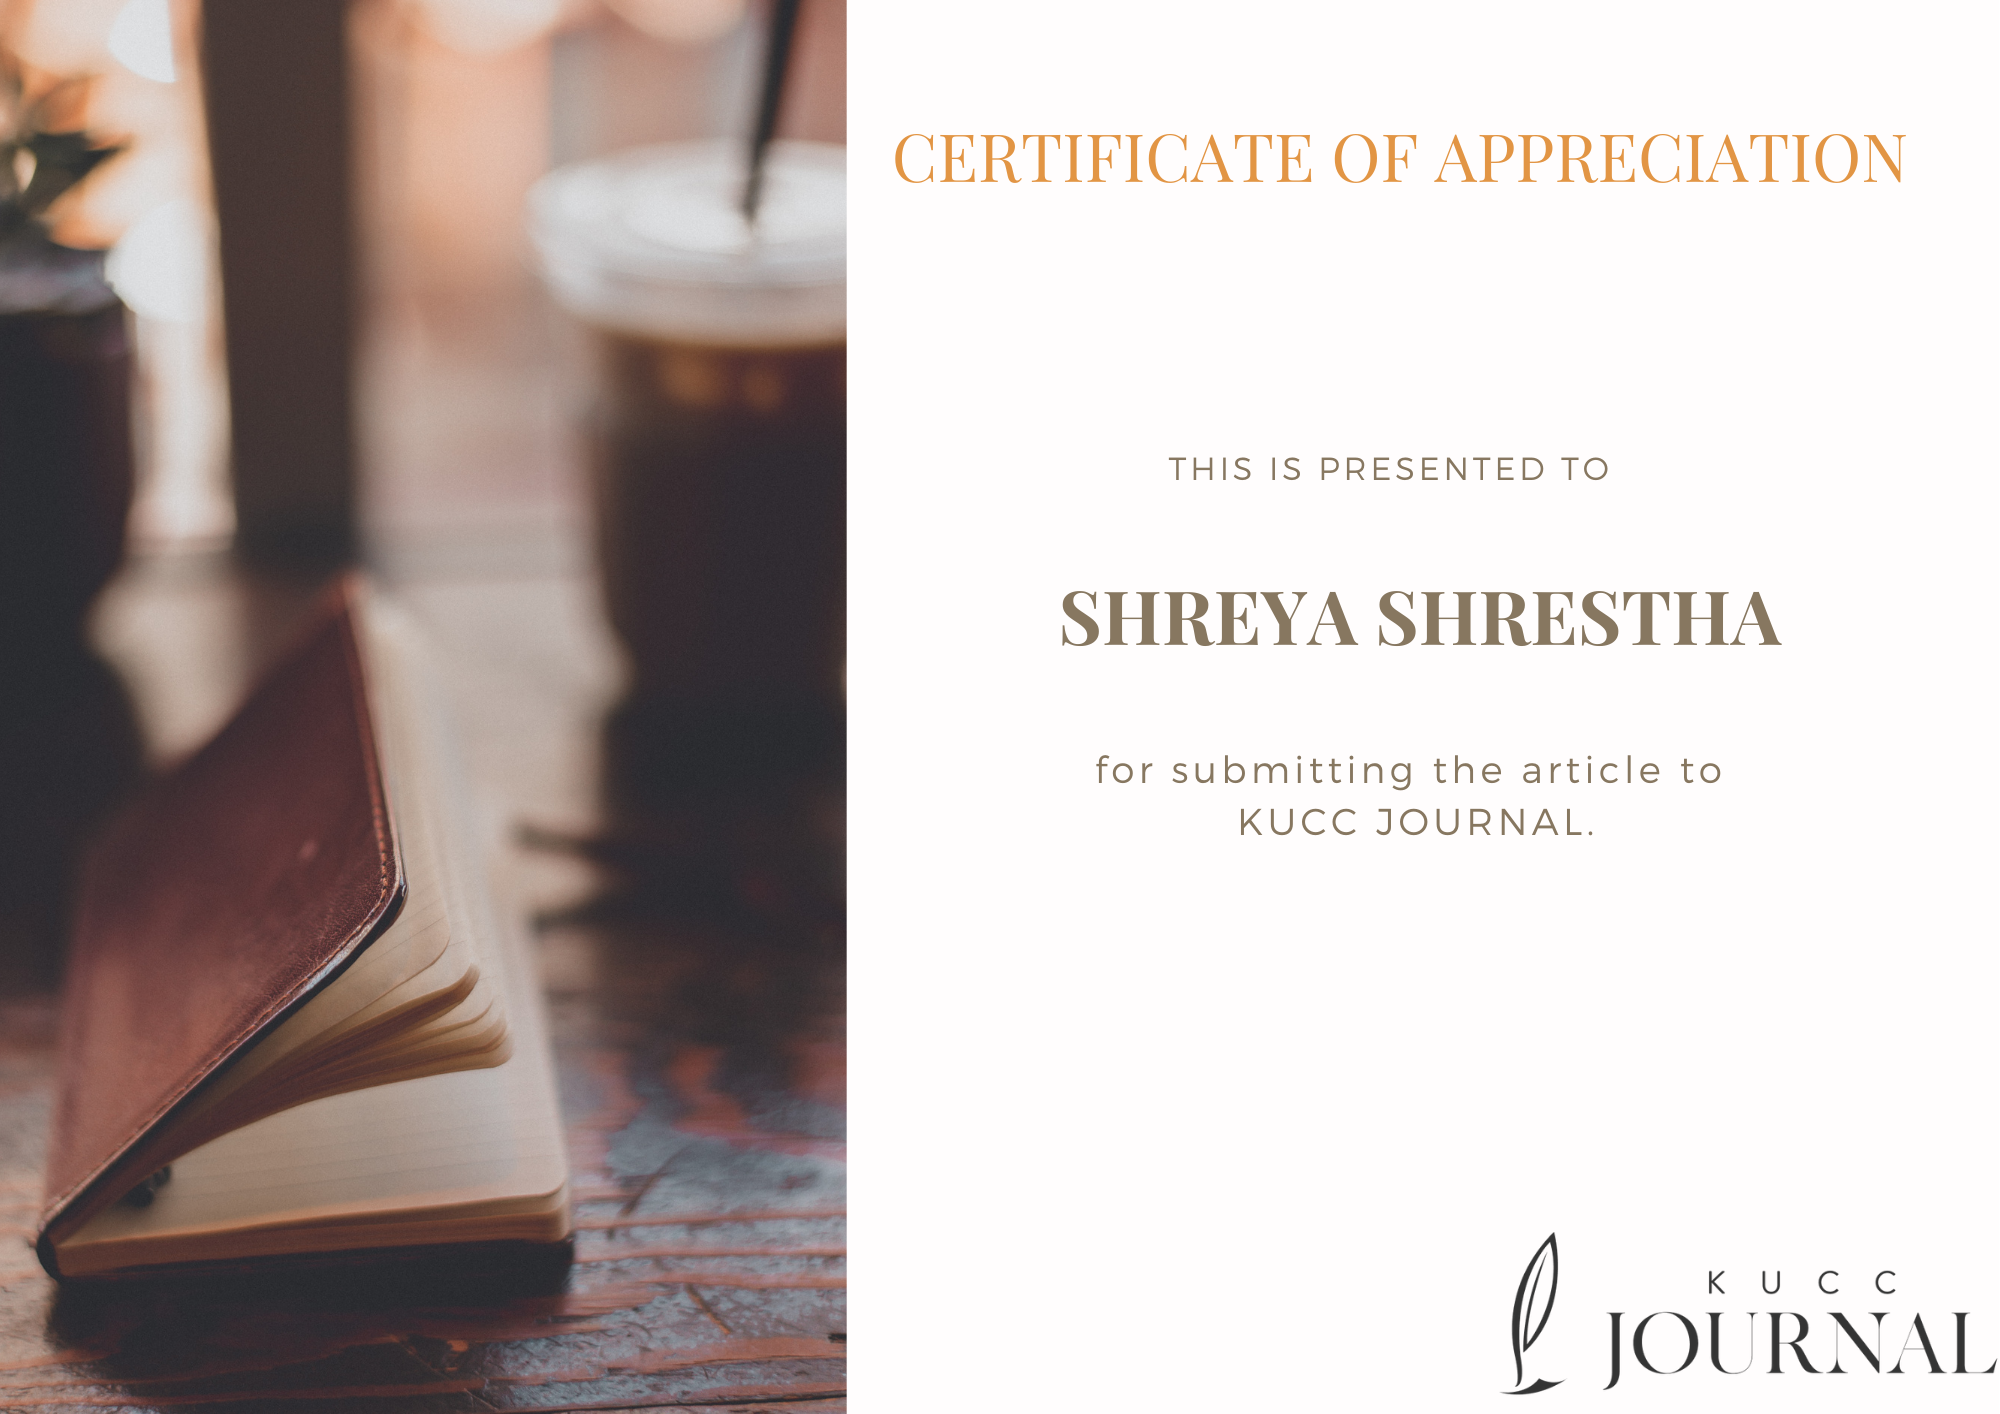 CERTIFICATE OF APPRECIATION
THIS IS PRESENTED TO
SHREYA SHRESTHA
for submitting the article to
KUCC JOURNAL.
KUCC
JOURNAL